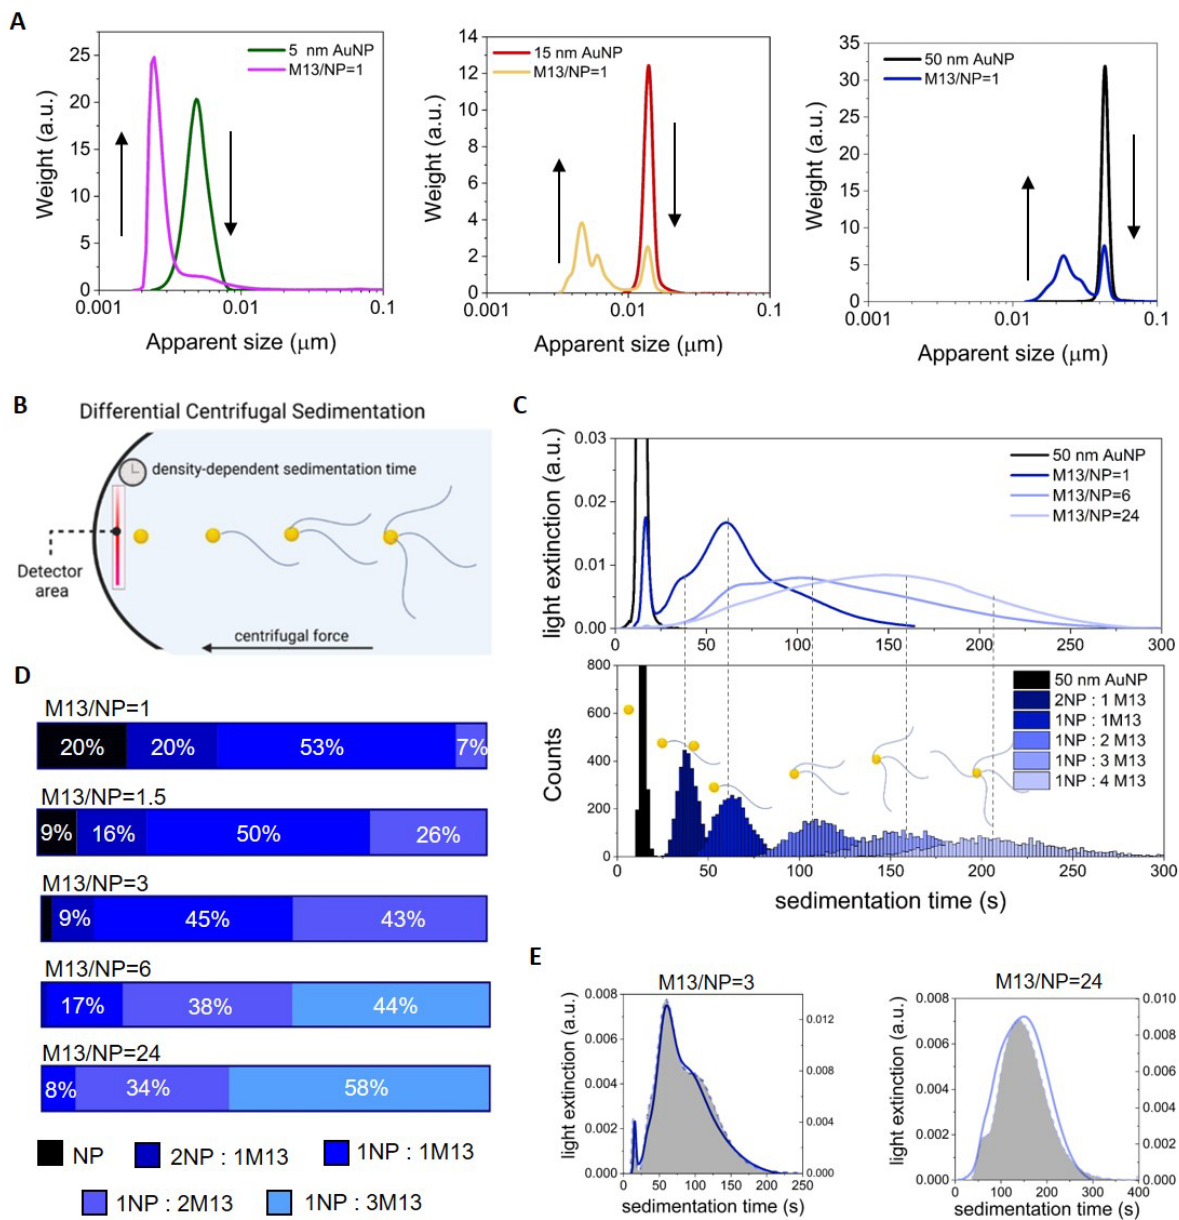 A
5 nm AuNP
M13/NP=1
Weight (a.u.)
25
20
15
10
5
0
0.001
0.01
0.1
Apparent size (μm)
15 nm AuNP
M13/NP=1
Weight (a.u.)
14
12
10
8
6
4
2
0
0.001
0.01
0.1
Apparent size (μm)
50 nm AuNP
M13/NP=1
Weight (a.u.)
35
30
25
20
15
10
5
0
0.001
0.01
0.1
Apparent size (μm)
B
Differential Centrifugal Sedimentation
density-dependent sedimentation time
Detector
area
centrifugal force
C
light extinction (a.u.)
0.03
0.02
0.01
0.00
50 nm AuNP
M13/NP=1
M13/NP=6
M13/NP=24
0 50 100 150 200 250 300
Counts
800
600
400
200
0
50 nm AuNP
2NP : 1 M13
1NP : 1M13
1NP : 2 M13
1NP : 3 M13
1NP : 4 M13
0 50 100 150 200 250 300
sedimentation time (s)
D
M13/NP=1
20% 20% 53% 7%
M13/NP=1.5
9% 16% 50% 26%
M13/NP=3
9% 45% 43%
M13/NP=6
17% 38% 44%
M13/NP=24
8% 34% 58%
NP 2NP : 1M13 1NP : 1M13
1NP : 2M13 1NP : 3M13
E
M13/NP=3
light extinction (a.u.)
0.008
0.006
0.004
0.002
0.000
0.012
0.008
0.004
0.000
0 50 100 150 200 250
sedimentation time (s)
M13/NP=24
light extinction (a.u.)
0.008
0.006
0.004
0.002
0.000
0.010
0.008
0.006
0.004
0.002
0.000
0 100 200 300 400
sedimentation time (s)